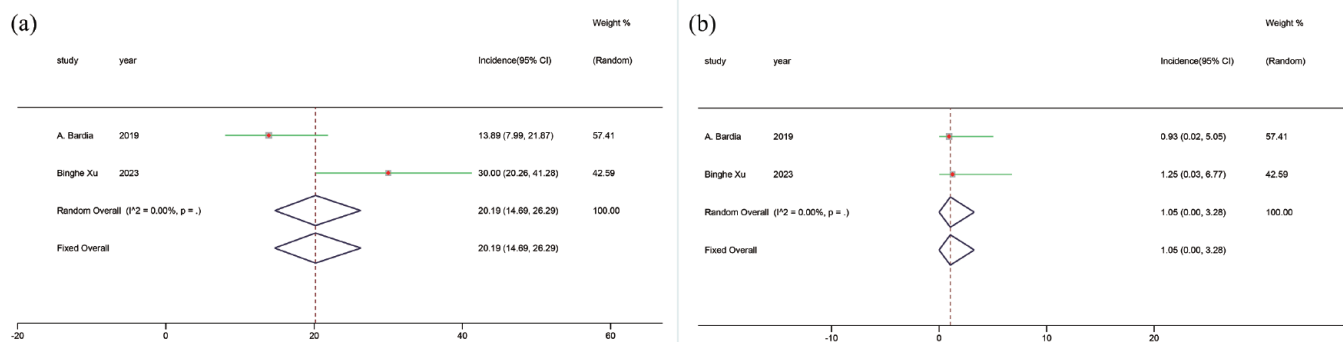 (a)
Weight %
study year Incidence(95% CI) (Random)
A. Bardia 2019 13.89 (7.99, 21.87) 57.41
Binghe Xu 2023 30.00 (20.26, 41.28) 42.59
Random Overall (I^2 = 0.00%, p = .) 20.19 (14.69, 26.29) 100.00
Fixed Overall 20.19 (14.69, 26.29)
-20 0 20 40 60
(b)
Weight %
study year Incidence(95% CI) (Random)
A. Bardia 2019 0.93 (0.02, 5.05) 57.41
Binghe Xu 2023 1.25 (0.03, 6.77) 42.59
Random Overall (I^2 = 0.00%, p = .) 1.05 (0.00, 3.28) 100.00
Fixed Overall 1.05 (0.00, 3.28)
-10 0 10 20